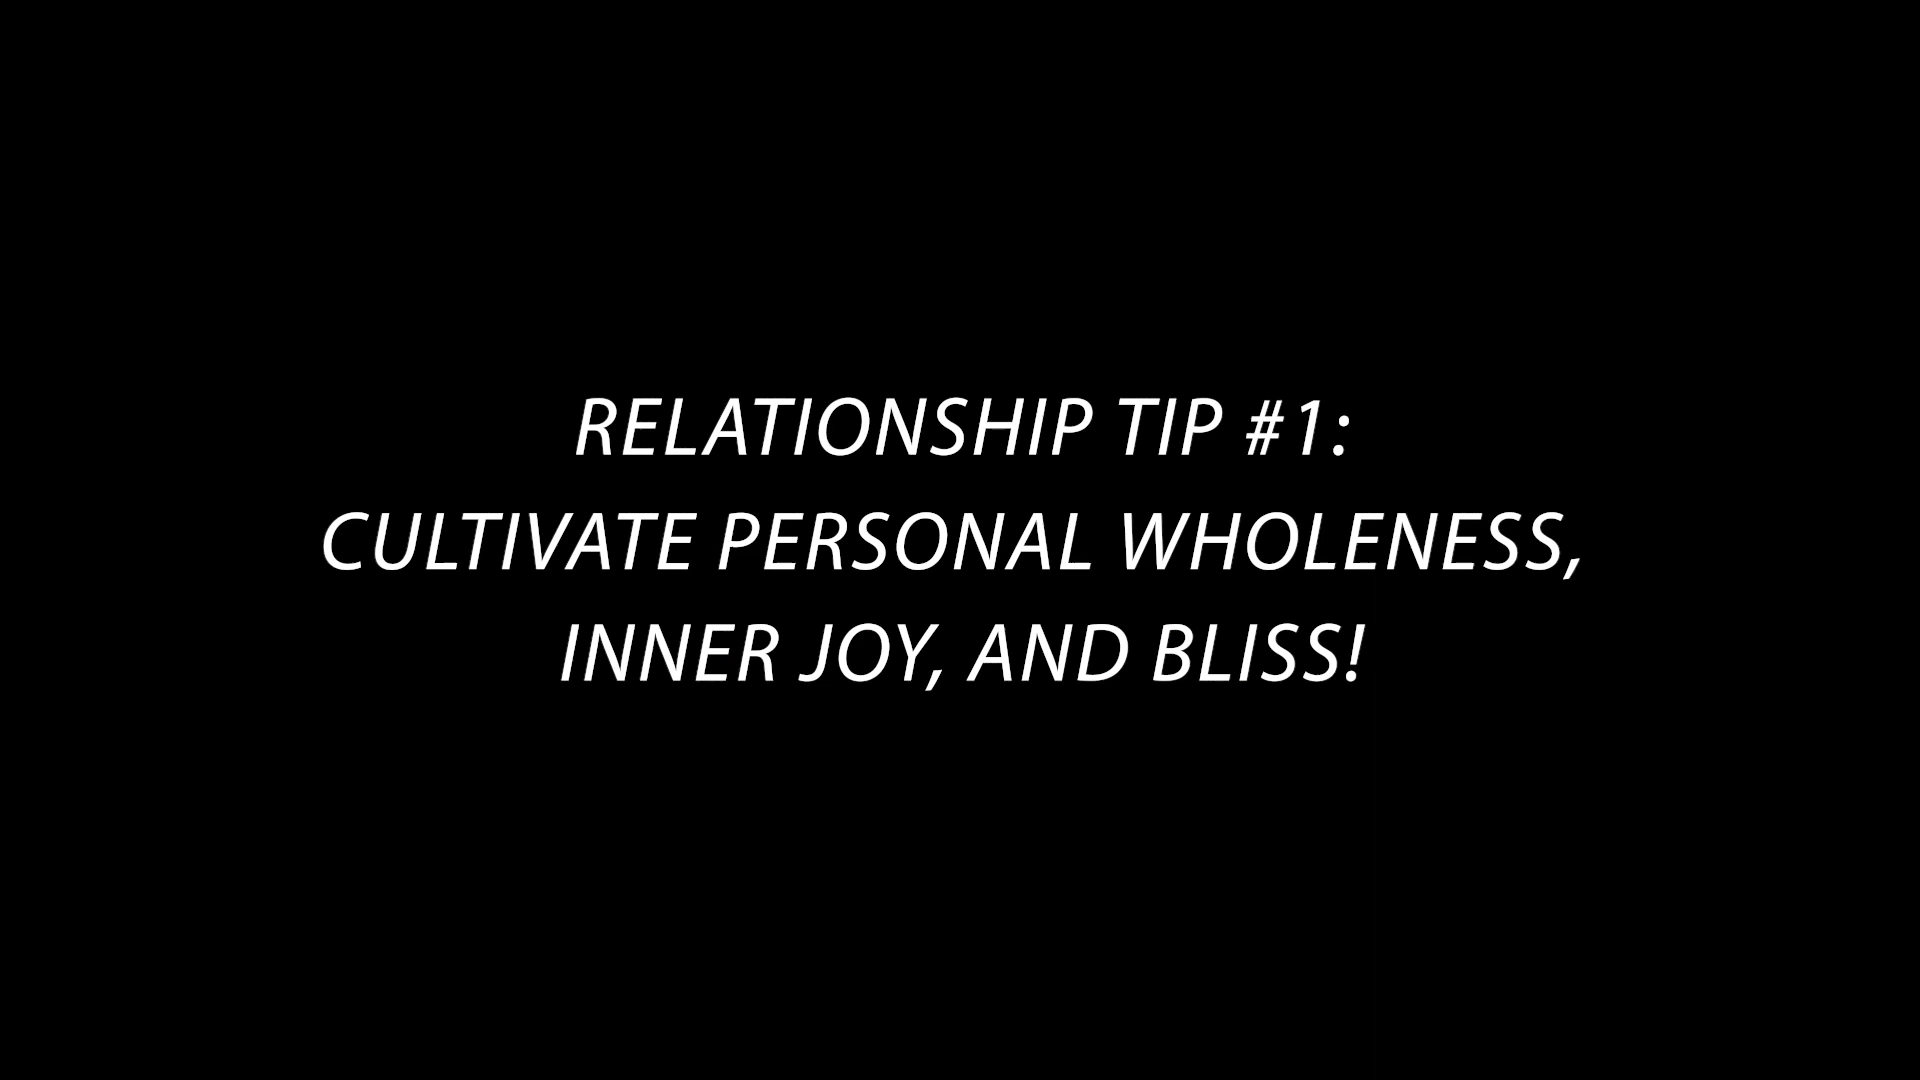 RELATIONSHIP TIP #1:
CULTIVATE PERSONAL WHOLENESS,
INNER JOY, AND BLISS!